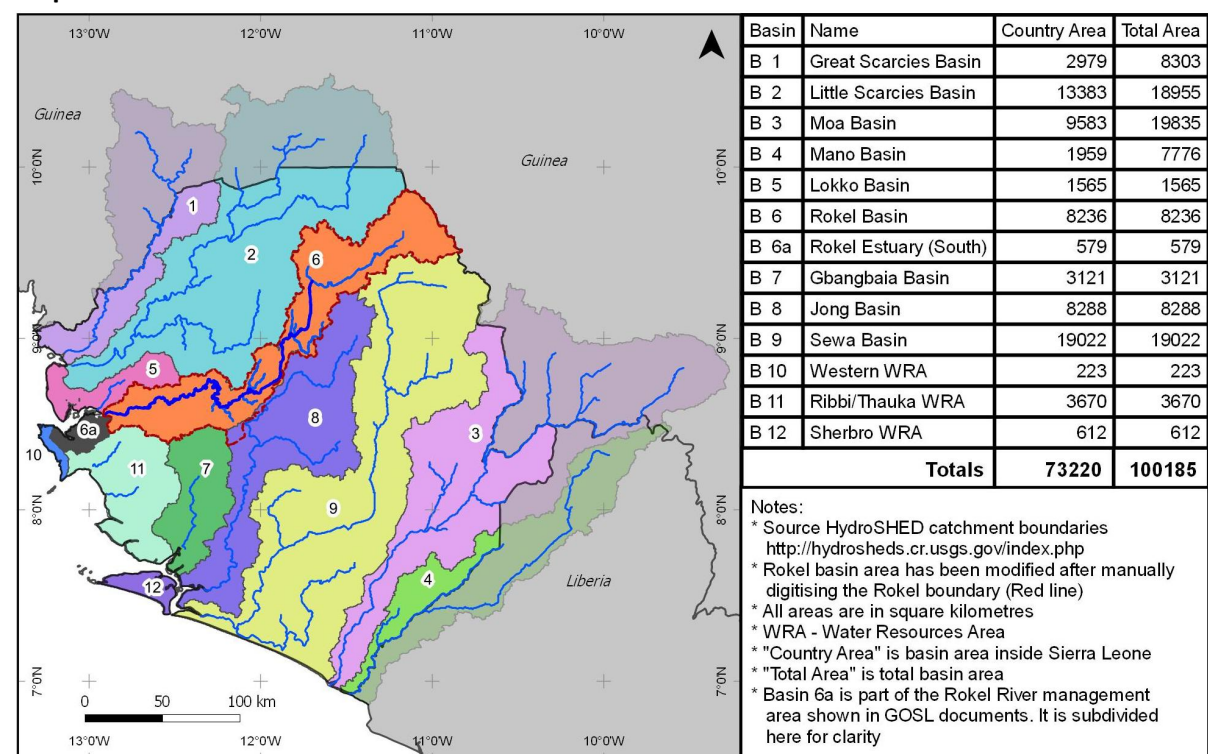 13°0'W 12°0'W 11°0'W 10°0'W
Guinea
Guinea
10°0'N
10°0'N
1
2
6
9°0'N
9°0'N
5
8
3
6a
10
11
7
9
8°0'N
8°0'N
12
4
Liberia
7°0'N
7°0'N
0 50 100 km
13°0'W 12°0'W 11°0'W 10°0'W
Basin Name Country Area Total Area
B 1 Great Scarcies Basin 2979 8303
B 2 Little Scarcies Basin 13383 18955
B 3 Moa Basin 9583 19835
B 4 Mano Basin 1959 7776
B 5 Lokko Basin 1565 1565
B 6 Rokel Basin 8236 8236
B 6a Rokel Estuary (South) 579 579
B 7 Gbangbaia Basin 3121 3121
B 8 Jong Basin 8288 8288
B 9 Sewa Basin 19022 19022
B 10 Western WRA 223 223
B 11 Ribbi/Thauka WRA 3670 3670
B 12 Sherbro WRA 612 612
Totals 73220 100185
Notes:
* Source HydroSHED catchment boundaries
http://hydrosheds.cr.usgs.gov/index.php
* Rokel basin area has been modified after manually
digitising the Rokel boundary (Red line)
* All areas are in square kilometres
* WRA - Water Resources Area
* "Country Area" is basin area inside Sierra Leone
* "Total Area" is total basin area
* Basin 6a is part of the Rokel River management
area shown in GOSL documents. It is subdivided
here for clarity